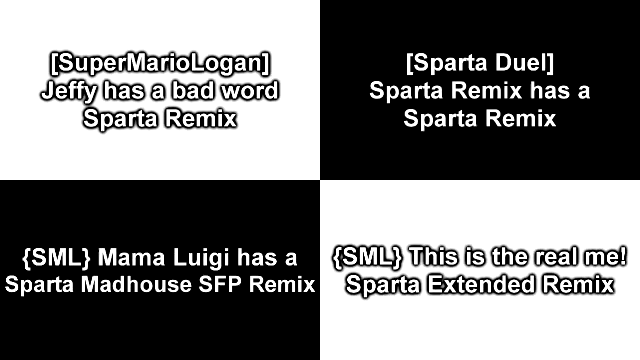 [SuperMarioLogan]
Jeffy has a bad word
Sparta Remix
[Sparta Duel]
Sparta Remix has a
Sparta Remix
{SML} Mama Luigi has a
Sparta Madhouse SFP Remix
{SML} This is the real me!
Sparta Extended Remix